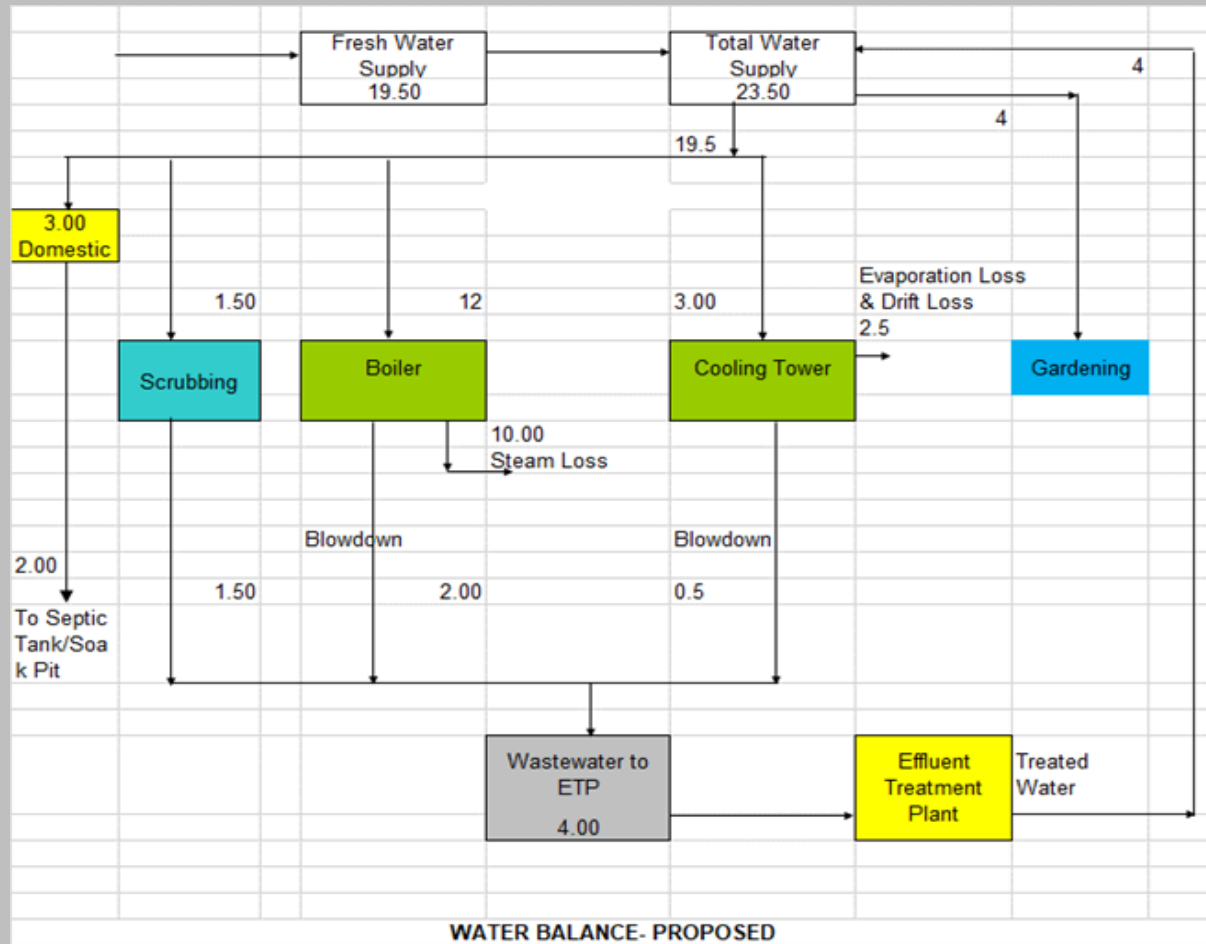 Fresh Water
Supply
19.50
Total Water
Supply
23.50
4
4
19.5
3.00
Domestic
1.50
12
3.00
Evaporation Loss
& Drift Loss
2.5
Scrubbing
Boiler
Cooling Tower
Gardening
10.00
Steam Loss
Blowdown
Blowdown
2.00
1.50
2.00
0.5
To Septic
Tank/Soa
k Pit
Wastewater to
ETP
4.00
Effluent
Treatment
Plant
Treated
Water
WATER BALANCE- PROPOSED